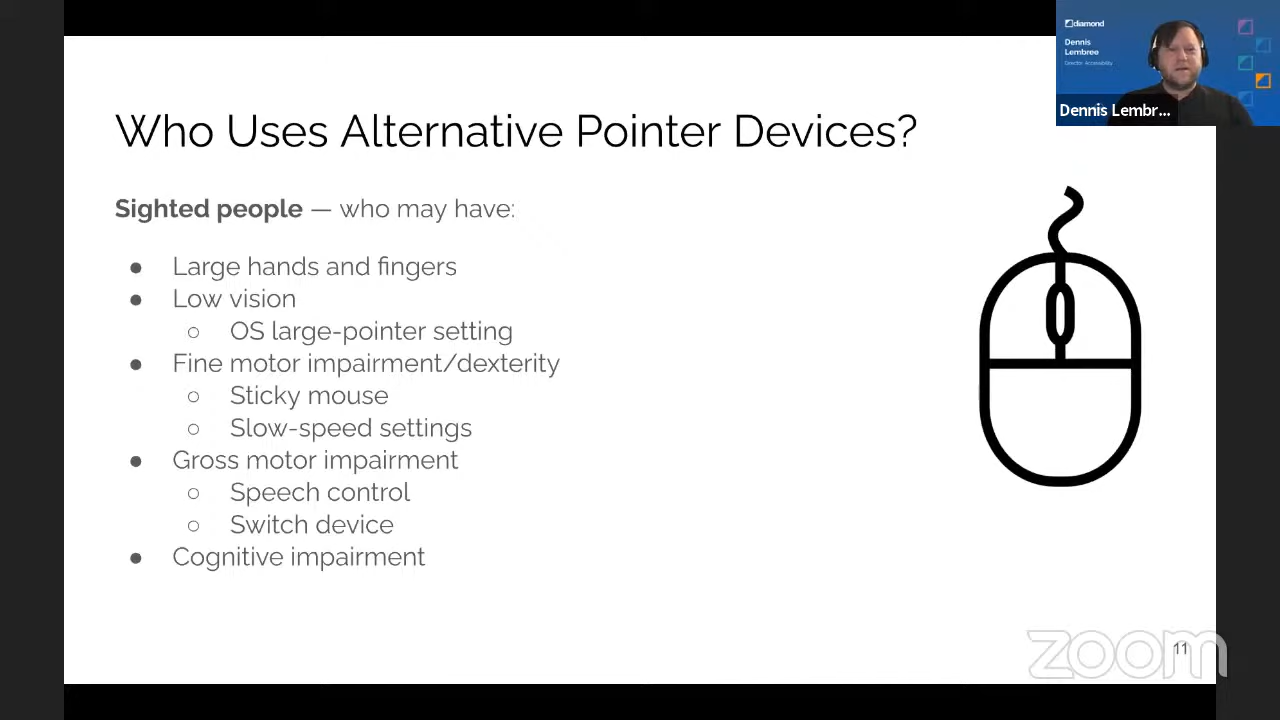 diamond
Dennis
Lembree
Director Accessibility
Dennis Lembr...
Who Uses Alternative Pointer Devices?
Sighted people — who may have:
● Large hands and fingers
● Low vision
○ OS large-pointer setting
● Fine motor impairment/dexterity
○ Sticky mouse
○ Slow-speed settings
● Gross motor impairment
○ Speech control
○ Switch device
● Cognitive impairment
zoom
11